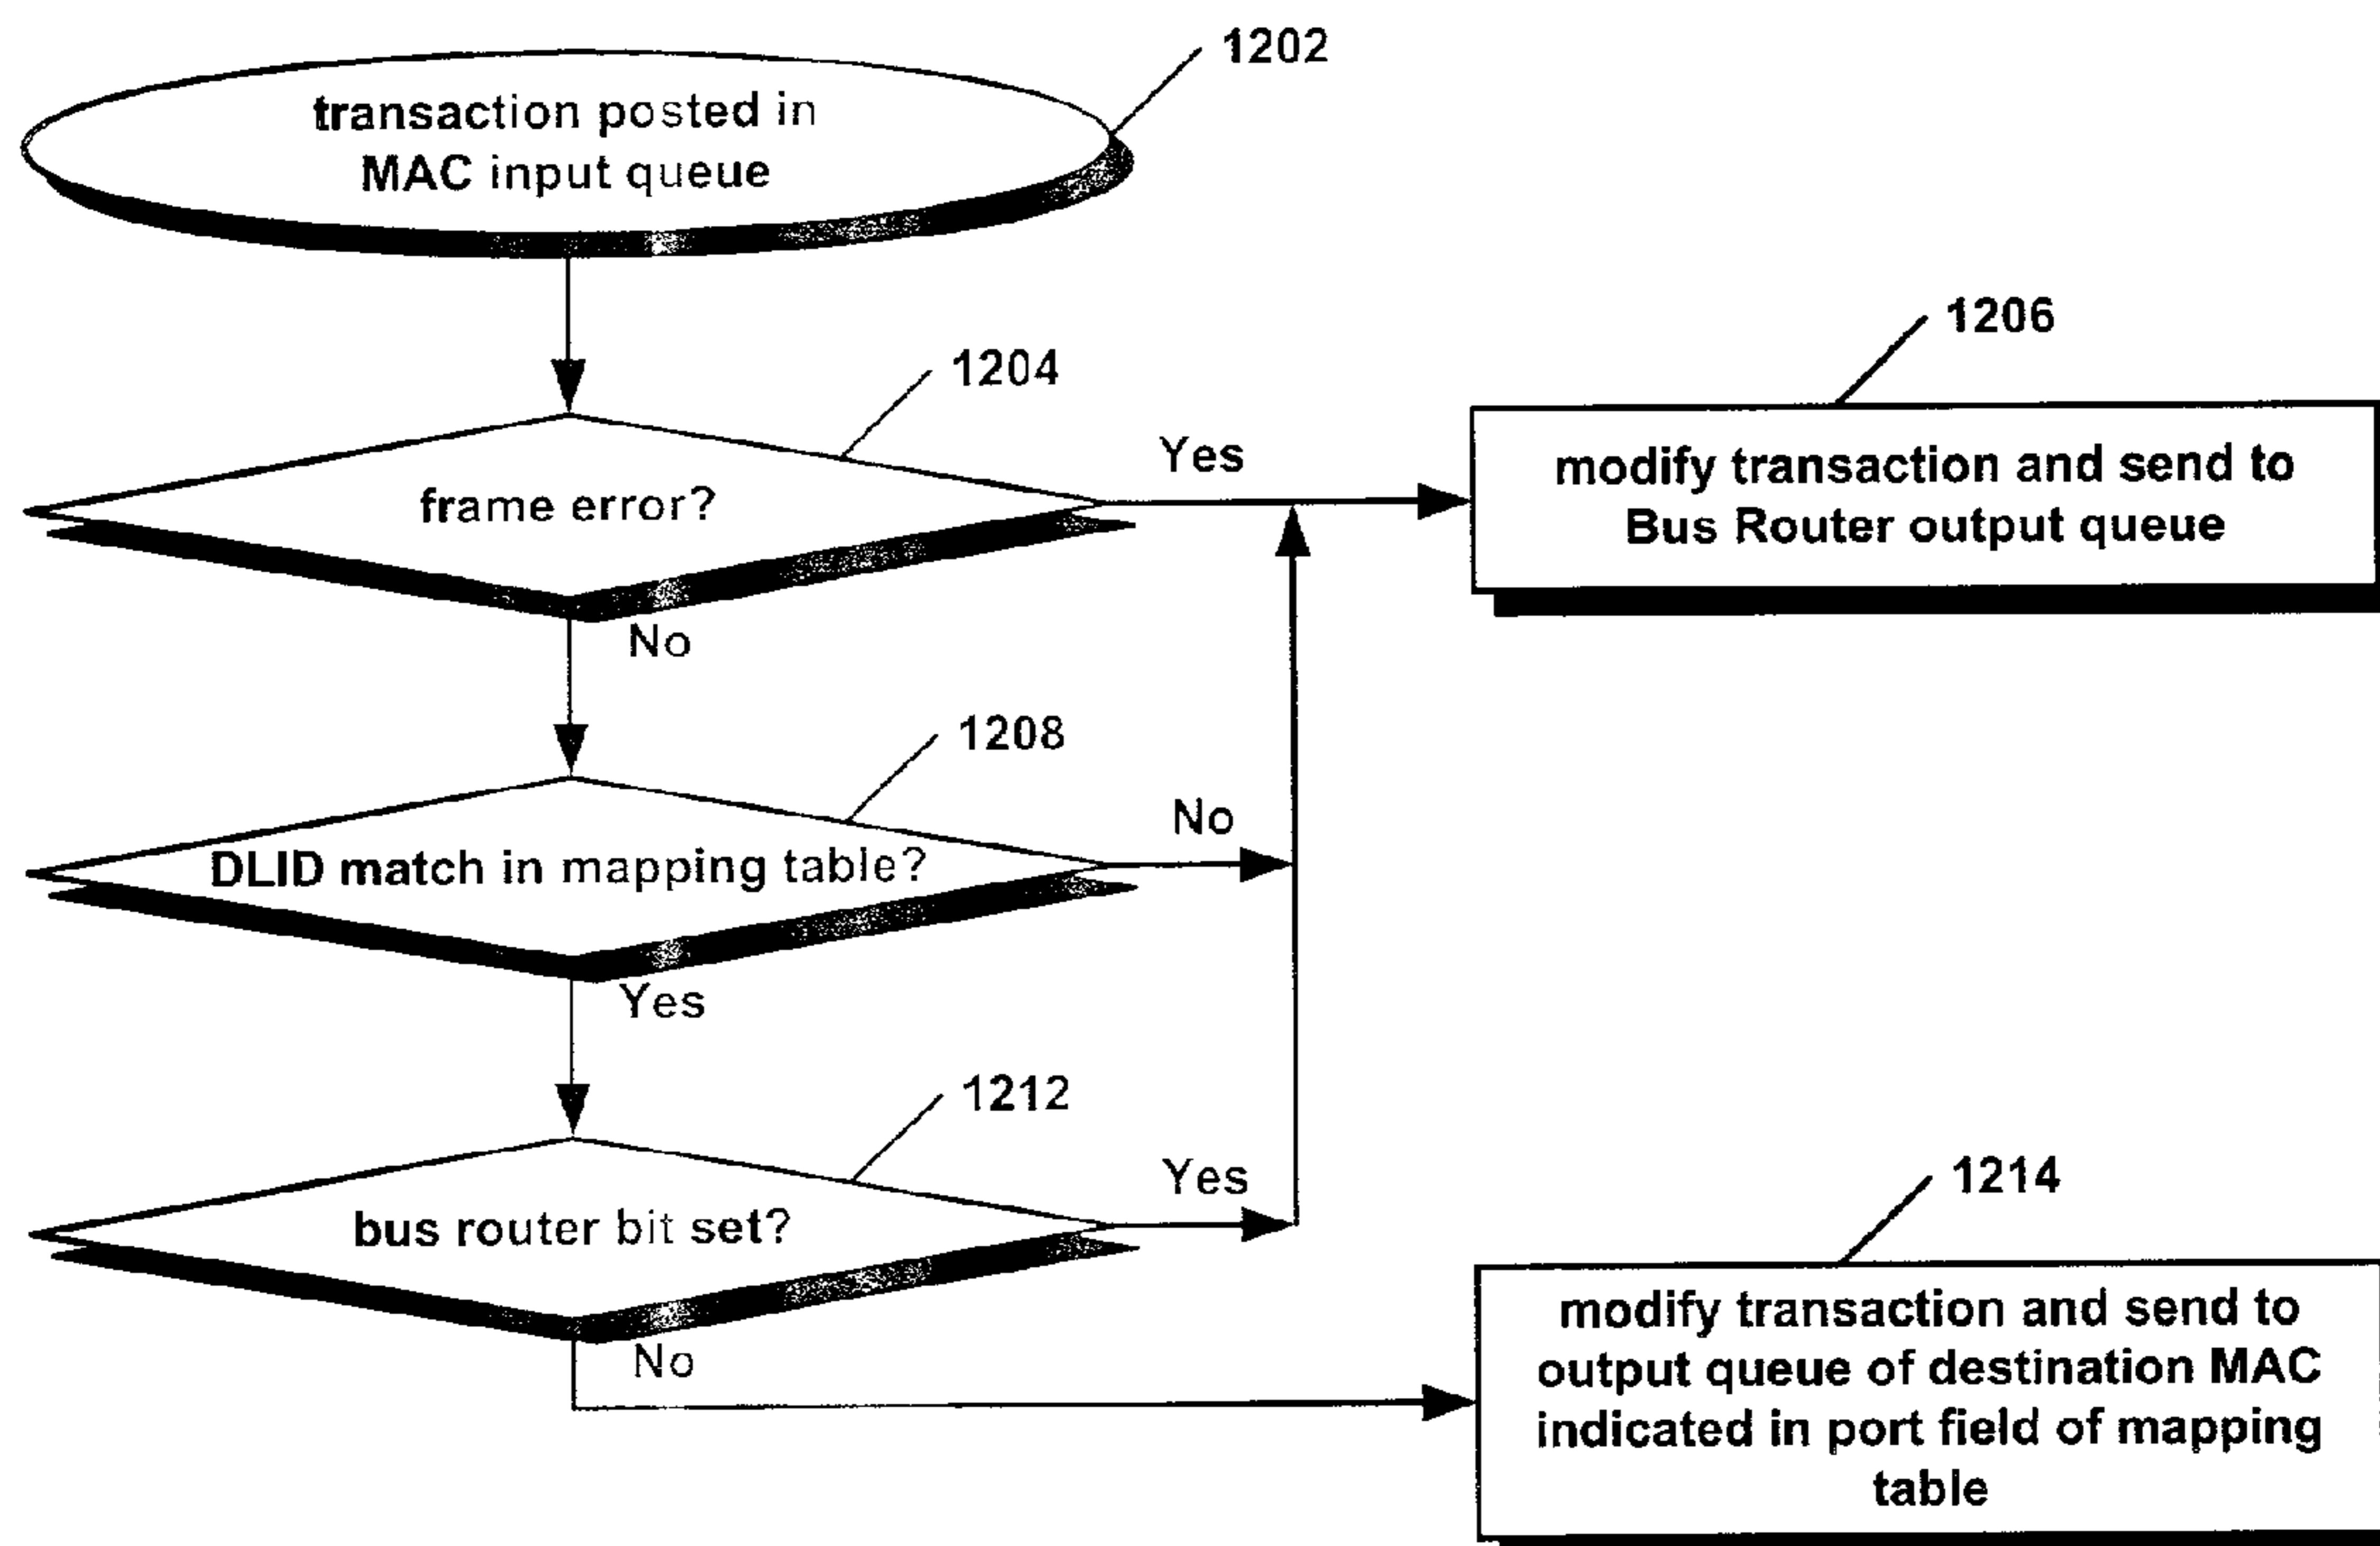 1202
transaction posted in
MAC input queue
1204
frame error?
Yes
No
1206
modify transaction and send to
Bus Router output queue
1208
DLID match in mapping table?
No
Yes
1212
bus router bit set?
Yes
No
1214
modify transaction and send to
output queue of destination MAC
indicated in port field of mapping
table